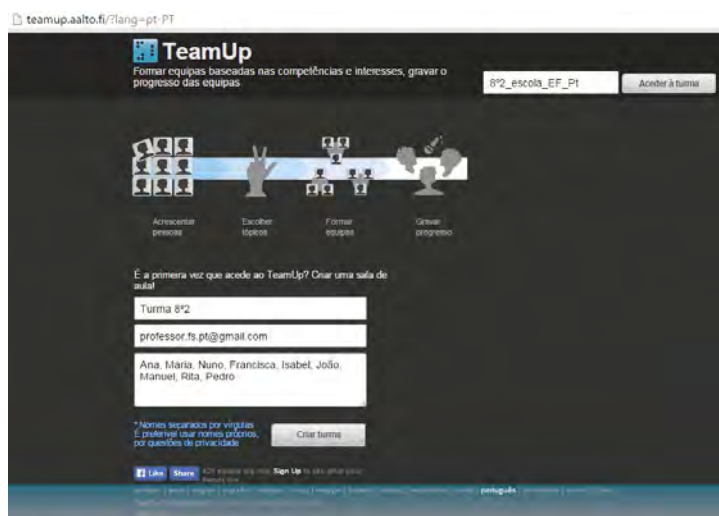 teamup.aalto.fi/?lang=pt-PT
TeamUp
Formar equipas baseadas nas competências e interesses, gravar o
progresso das equipas
8º2_escola_EF_Pt
Aceder à turma
Acrescentar
pessoas
Escolher
tópicos
Formar
equipas
Gravar
progresso
É a primeira vez que acede ao TeamUp? Criar uma sala de
aula!
Turma 8º2
professor.fs.pt@gmail.com
Ana, Maria, Nuno, Francisca, Isabel, João,
Manuel, Rita, Pedro
*Nomes separados por vírgulas
É preferível usar nomes próprios,
por questões de privacidade
Criar turma
Like
Share
Sign Up
português